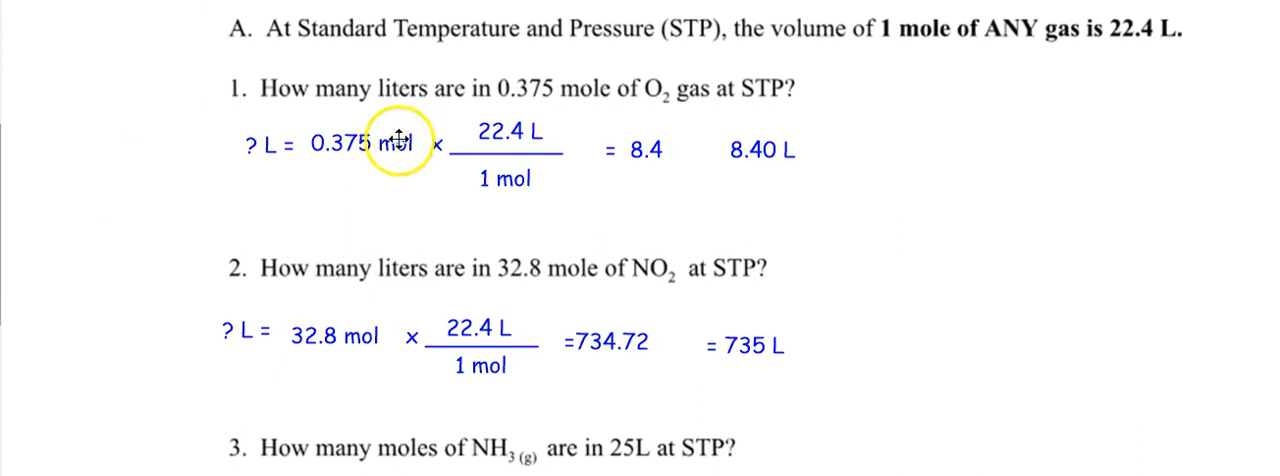 A. At Standard Temperature and Pressure (STP), the volume of 1 mole of ANY gas is 22.4 L.
1. How many liters are in 0.375 mole of O₂ gas at STP?
? L = 0.375 mol × 22.4 L / 1 mol = 8.4 8.40 L
2. How many liters are in 32.8 mole of NO₂ at STP?
? L = 32.8 mol × 22.4 L / 1 mol =734.72 = 735 L
3. How many moles of NH₃ (g) are in 25L at STP?